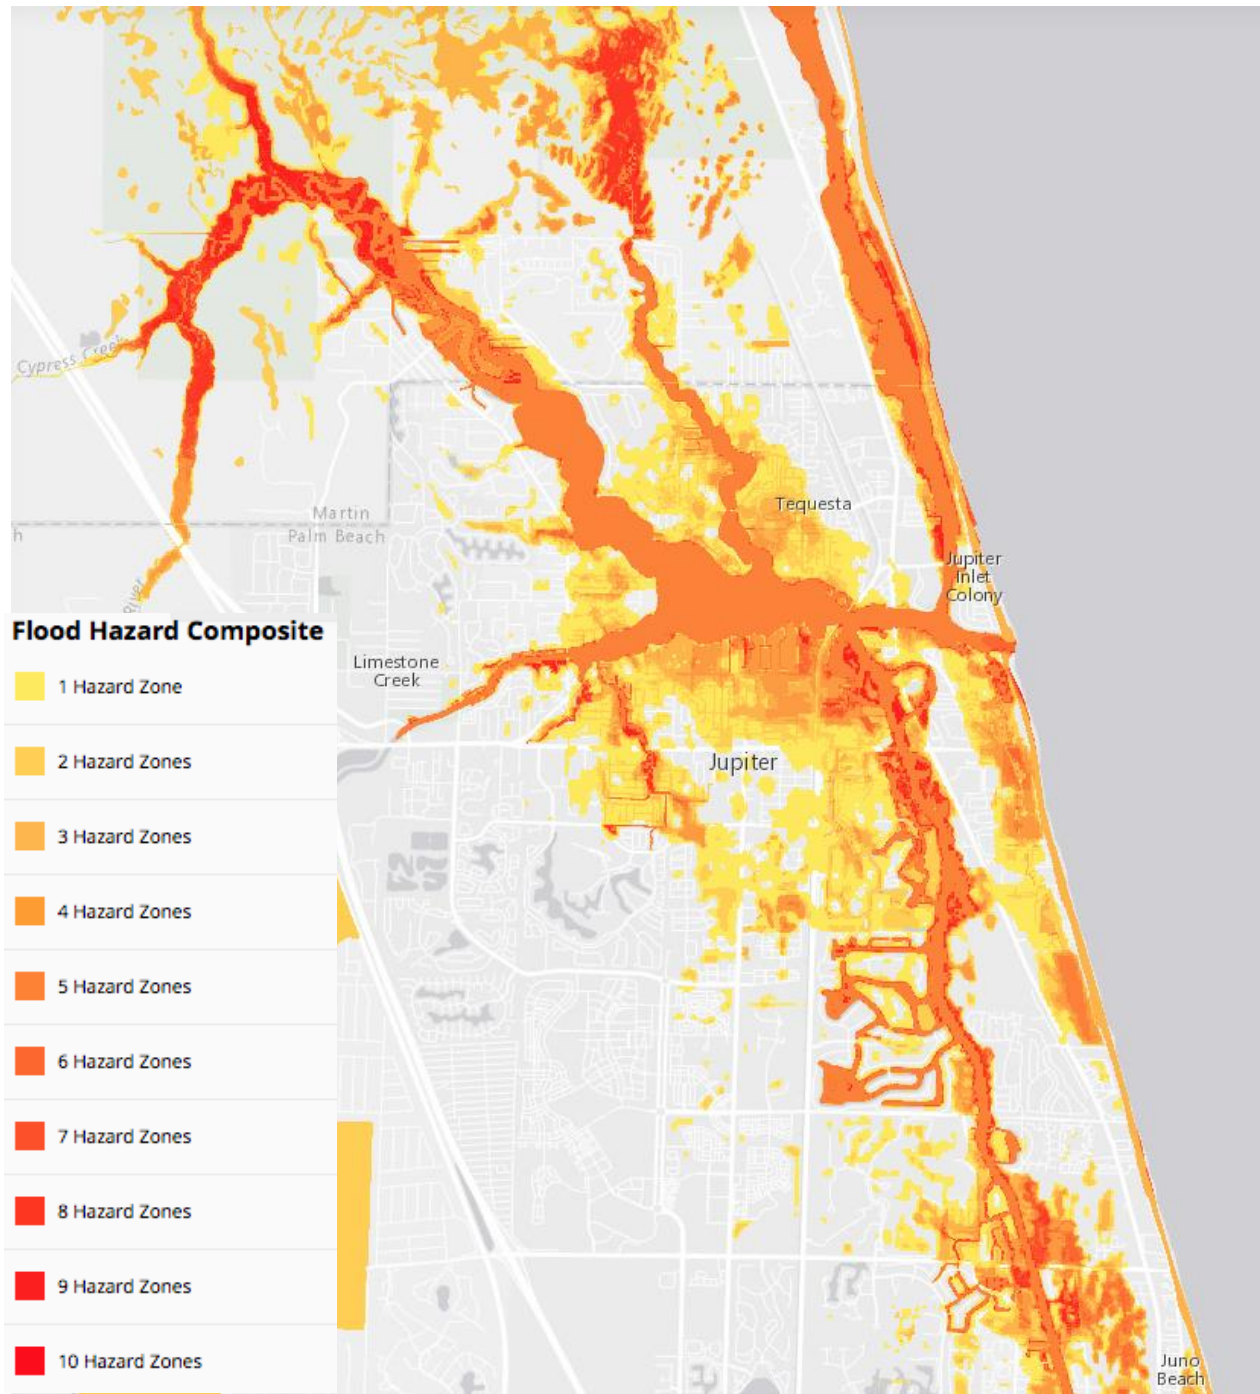 Cypress Creek
Martin
Palm Beach
h
River
Tequesta
Jupiter
Inlet
Colony
Limestone
Creek
Jupiter
Juno
Beach
Flood Hazard Composite
1 Hazard Zone
2 Hazard Zones
3 Hazard Zones
4 Hazard Zones
5 Hazard Zones
6 Hazard Zones
7 Hazard Zones
8 Hazard Zones
9 Hazard Zones
10 Hazard Zones